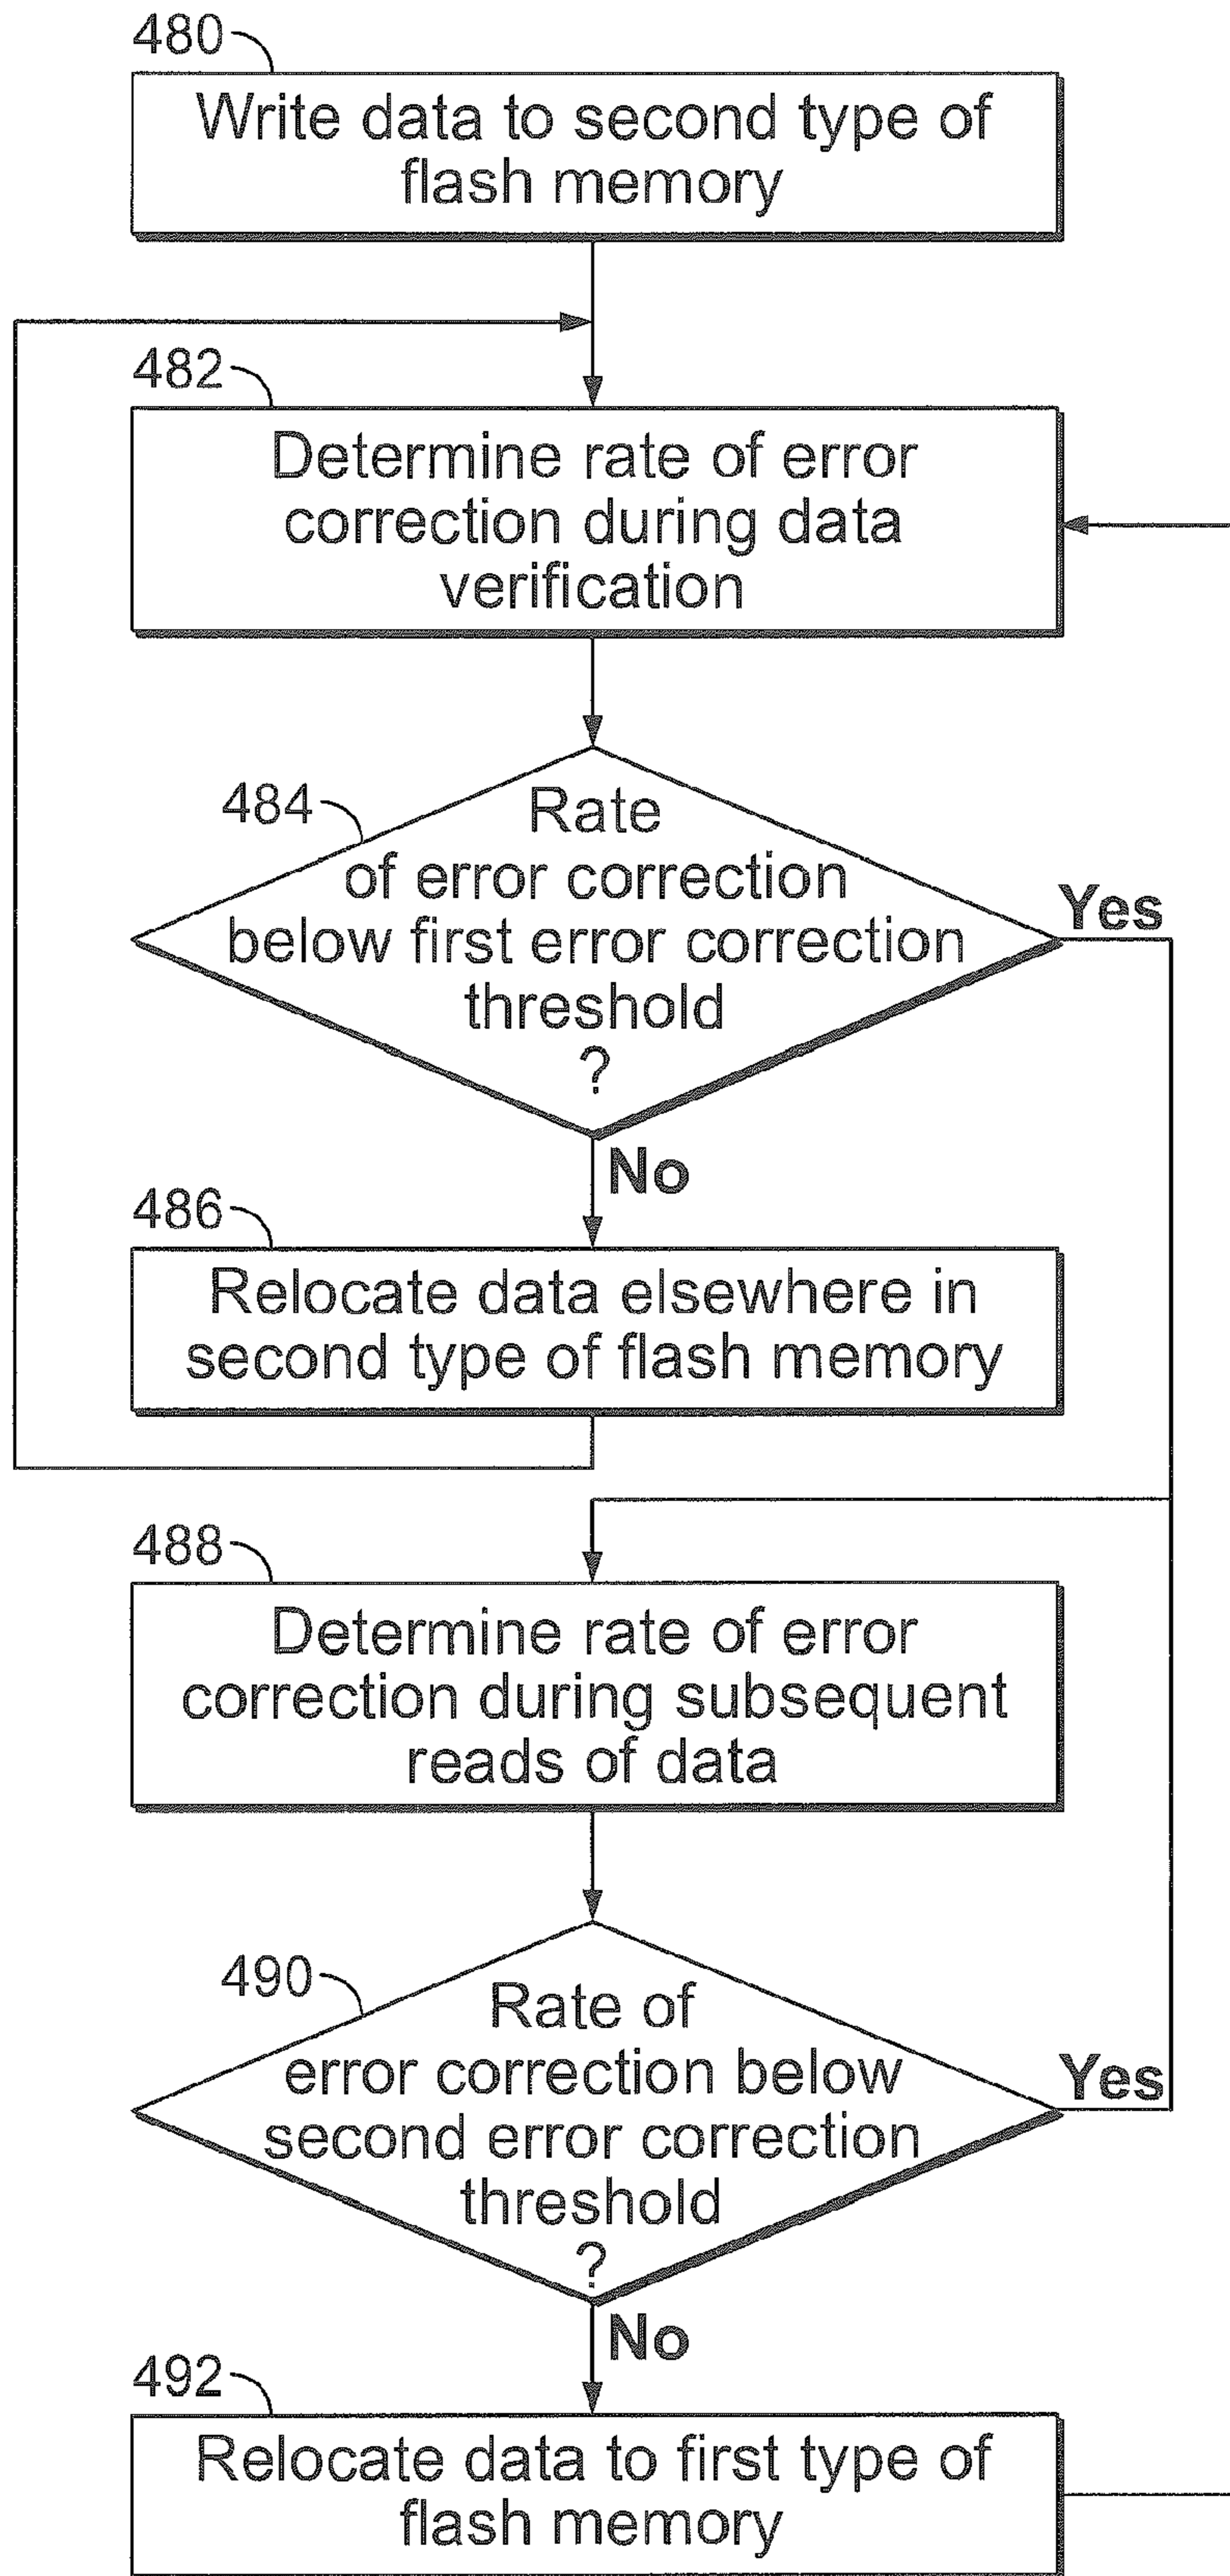 480
Write data to second type of
flash memory
482
Determine rate of error
correction during data
verification
484
Rate
of error correction
below first error correction
threshold
?
Yes
No
486
Relocate data elsewhere in
second type of flash memory
488
Determine rate of error
correction during subsequent
reads of data
490
Rate of
error correction below
second error correction
threshold
?
Yes
No
492
Relocate data to first type of
flash memory